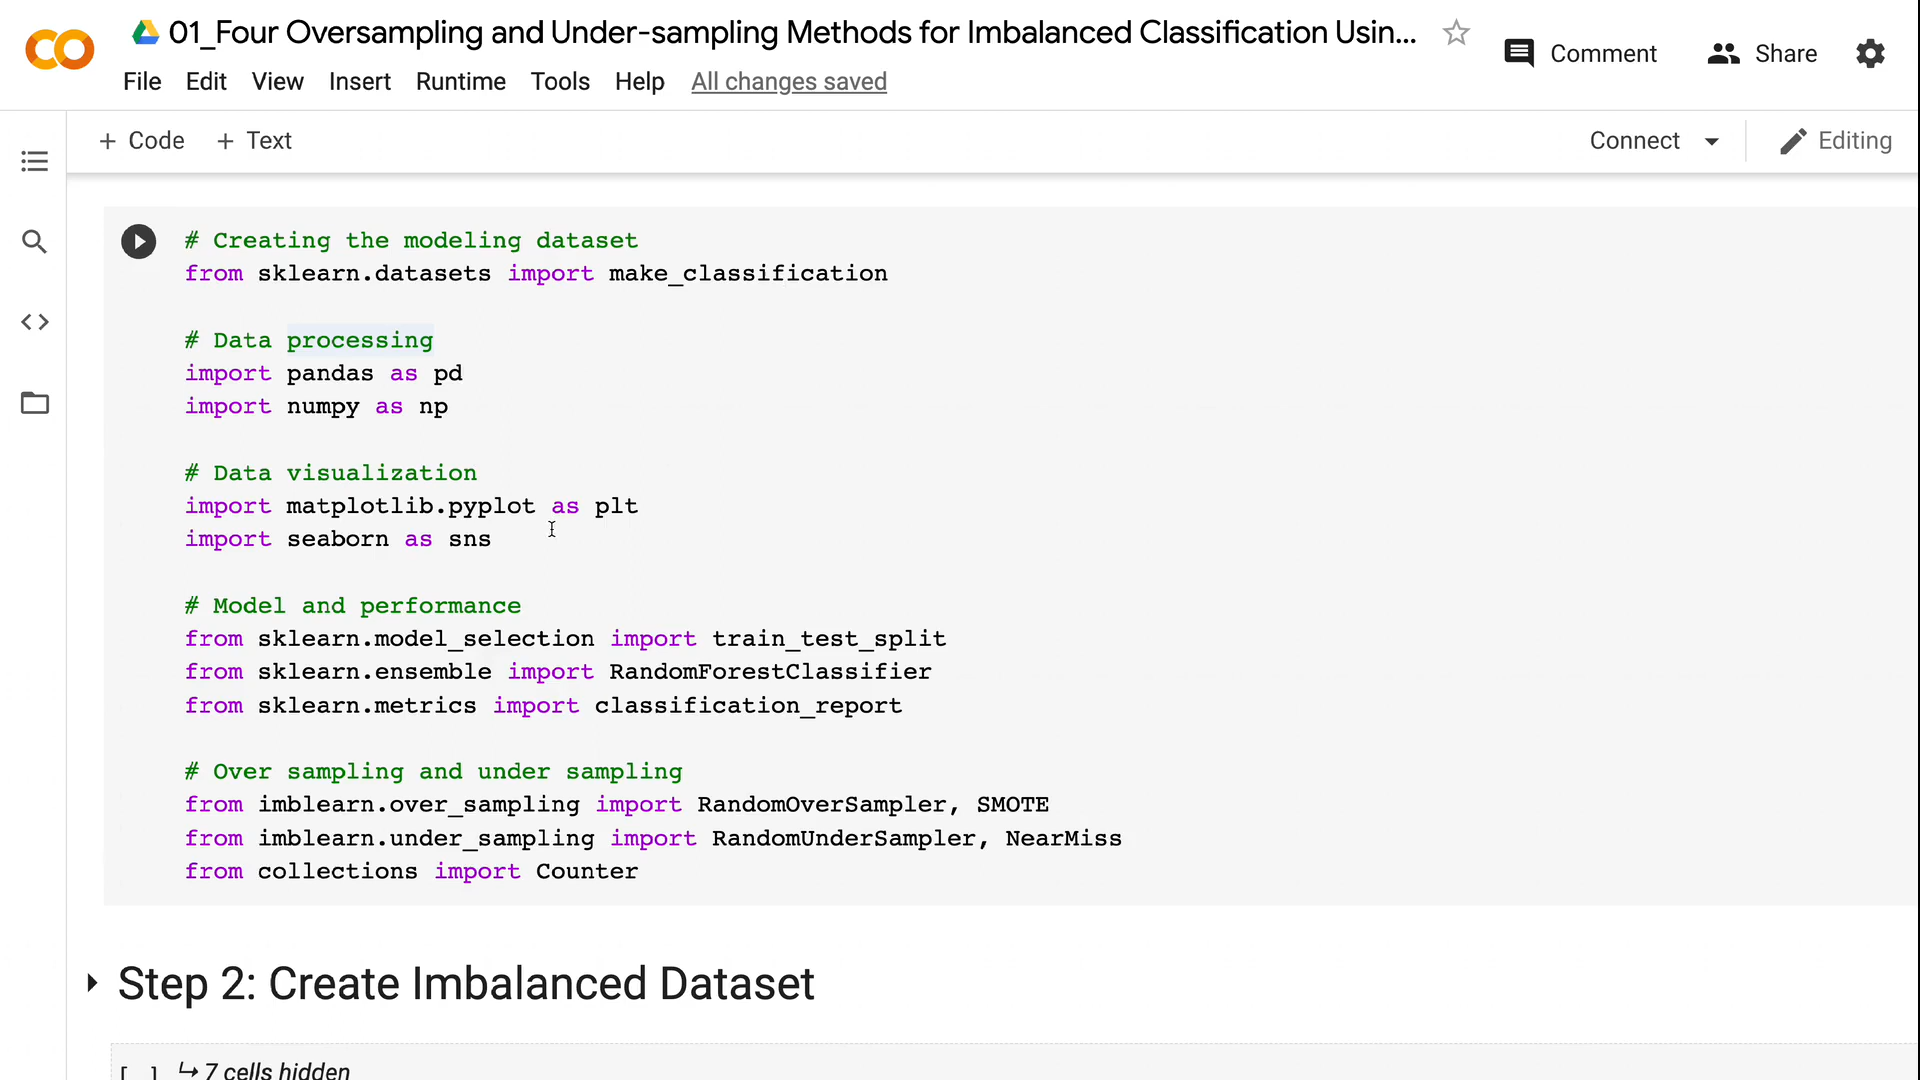 01_Four Oversampling and Under-sampling Methods for Imbalanced Classification Usin...
Comment
Share
File Edit View Insert Runtime Tools Help All changes saved
+ Code + Text
Connect
Editing
# Creating the modeling dataset
from sklearn.datasets import make_classification
# Data processing
import pandas as pd
import numpy as np
# Data visualization
import matplotlib.pyplot as plt
import seaborn as sns
# Model and performance
from sklearn.model_selection import train_test_split
from sklearn.ensemble import RandomForestClassifier
from sklearn.metrics import classification_report
# Over sampling and under sampling
from imblearn.over_sampling import RandomOverSampler, SMOTE
from imblearn.under_sampling import RandomUnderSampler, NearMiss
from collections import Counter
Step 2: Create Imbalanced Dataset
[ ] ↳ 7 cells hidden